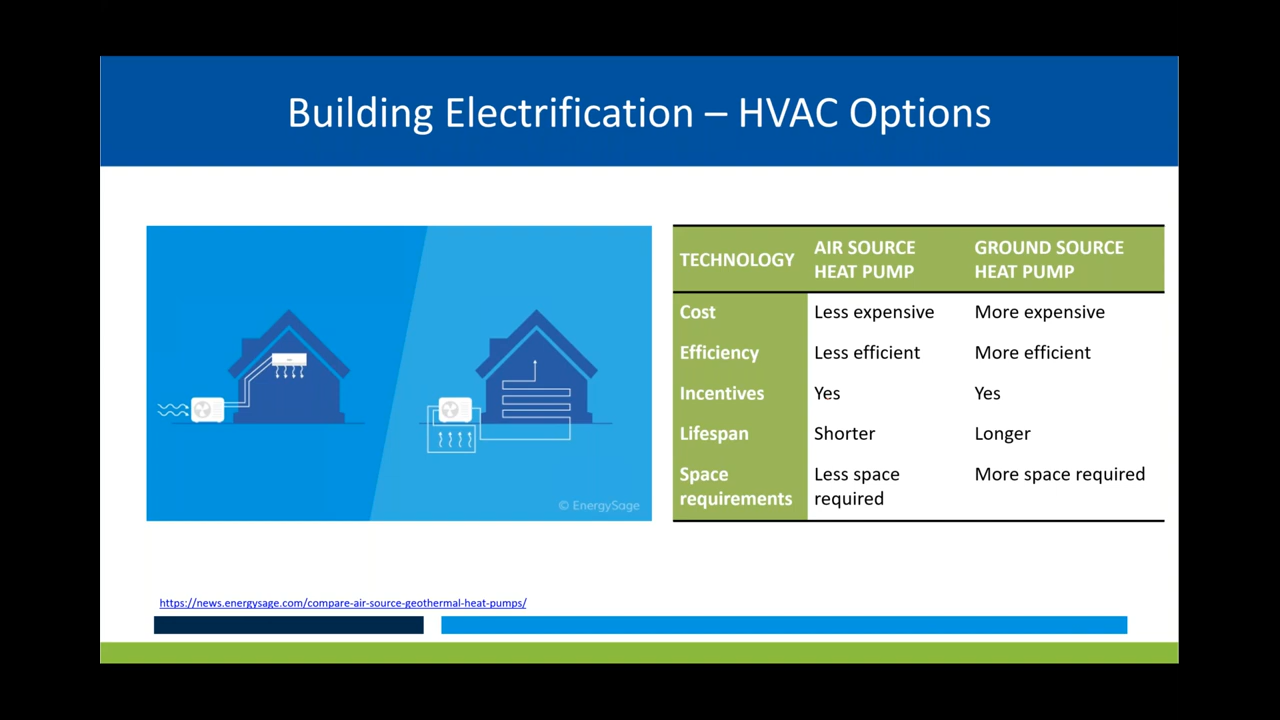 Building Electrification – HVAC Options
© EnergySage
TECHNOLOGY AIR SOURCE HEAT PUMP GROUND SOURCE HEAT PUMP
Cost Less expensive More expensive
Efficiency Less efficient More efficient
Incentives Yes Yes
Lifespan Shorter Longer
Space requirements Less space required More space required
https://news.energysage.com/compare-air-source-geothermal-heat-pumps/